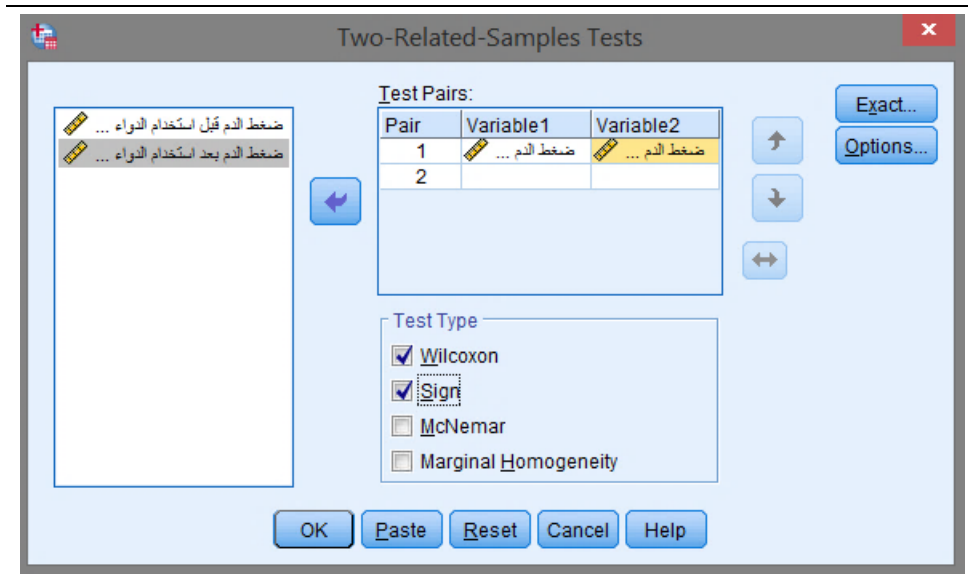 Two-Related-Samples Tests
Test Pairs:
ضغط الدم قبل استخدام الدواء ...
ضغط الدم بعد استخدام الدواء ...
Pair Variable1 Variable2
1 ضغط الدم ... ضغط الدم ...
2
Exact...
Options...
Test Type
Wilcoxon
Sign
McNemar
Marginal Homogeneity
OK Paste Reset Cancel Help